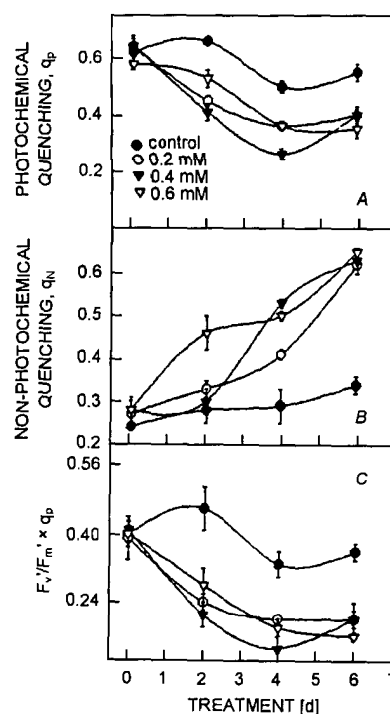 PHOTOCHEMICAL
QUENCHING, qp
0.6
0.4
0.2
control
0.2 mM
0.4 mM
0.6 mM
A
NON-PHOTOCHEMICAL
QUENCHING, qN
0.6
0.5
0.4
0.3
0.2
B
Fv'/Fm' × qp
0.56
0.40
0.24
C
0 1 2 3 4 5 6
TREATMENT [d]